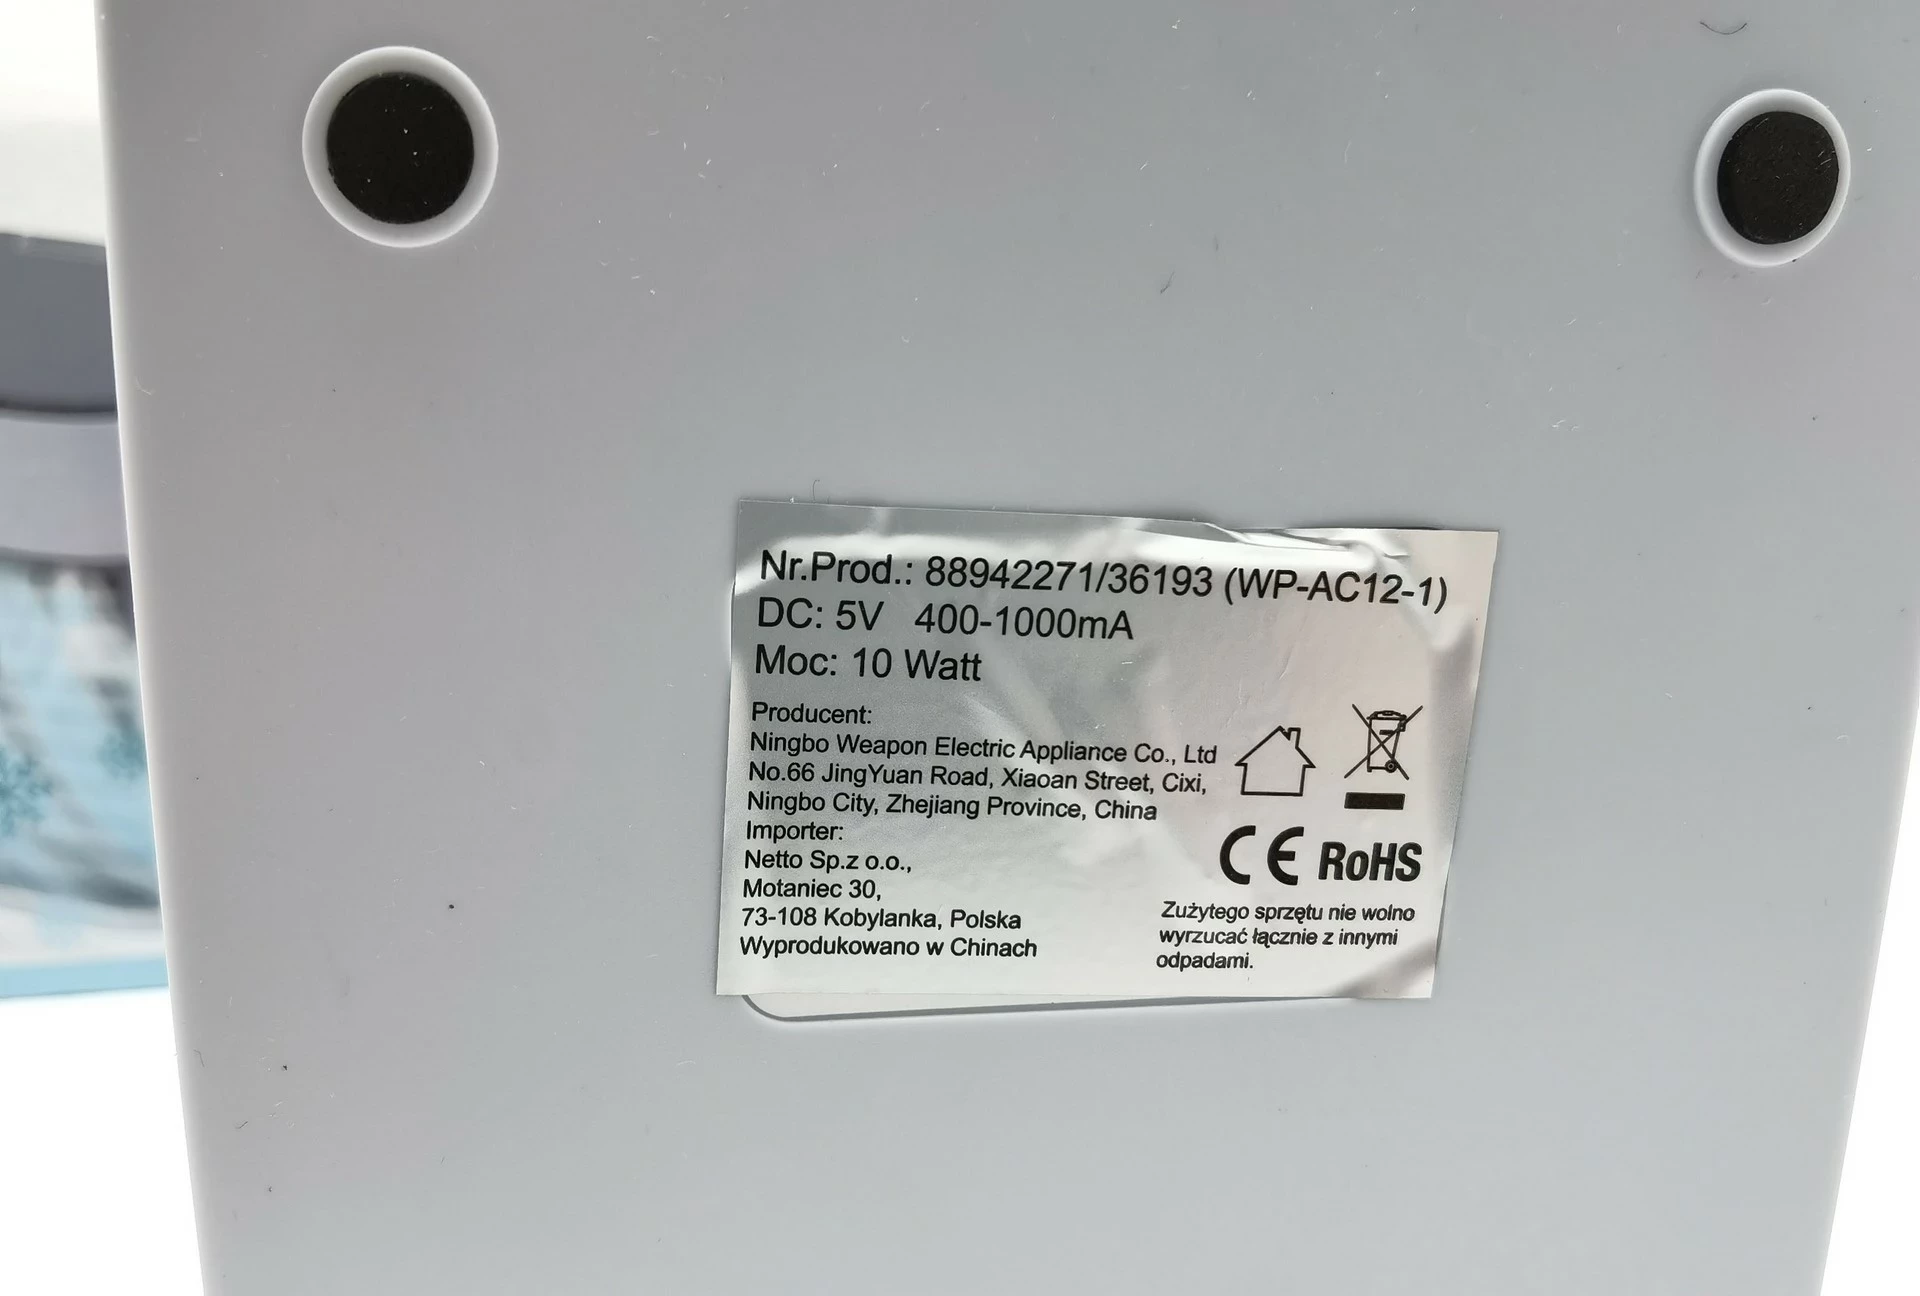 Nr.Prod.: 88942271/36193 (WP-AC12-1)
DC: 5V 400-1000mA
Moc: 10 Watt
Producent:
Ningbo Weapon Electric Appliance Co., Ltd
No.66 JingYuan Road, Xiaoan Street, Cixi,
Ningbo City, Zhejiang Province, China
Importer:
Netto Sp.z o.o.,
Motaniec 30,
73-108 Kobylanka, Polska
Wyprodukowano w Chinach
CE RoHS
Zużytego sprzętu nie wolno
wyrzucać łącznie z innymi
odpadami.